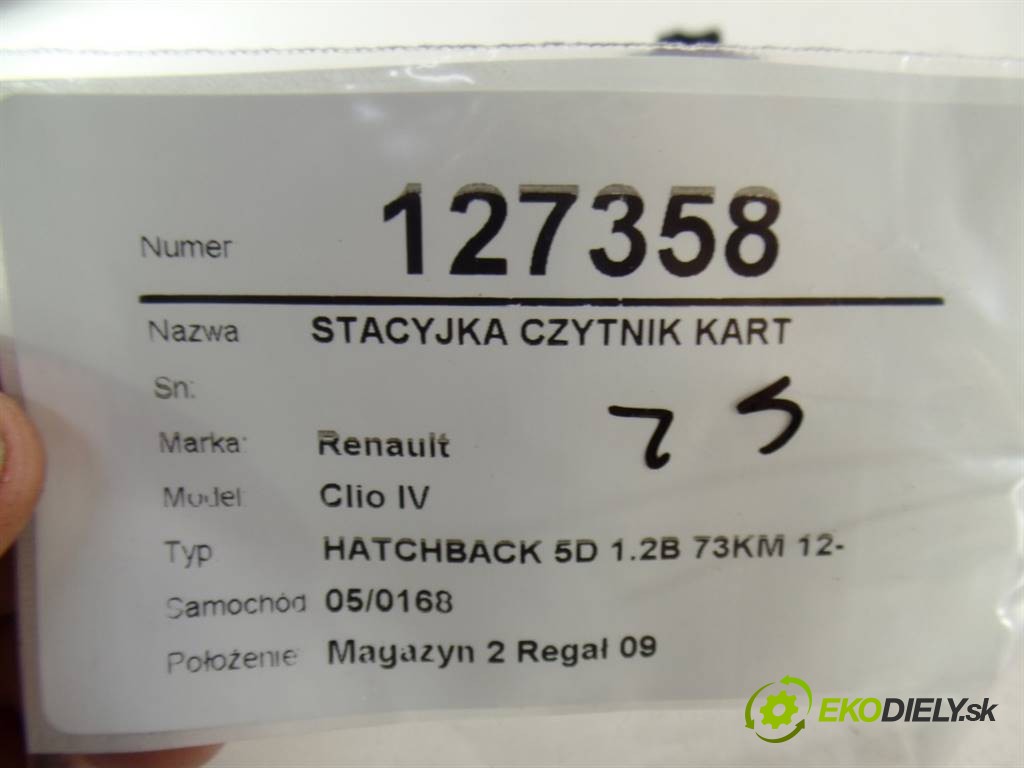 Numer 127358
Nazwa STACYJKA CZYTNIK KART
Sn:
Marka: Renault
Model: Clio IV
Typ HATCHBACK 5D 1.2B 73KM 12-
Samochód 05/0168
Położenie Magazyn 2 Regał 09
EKODIELY.sk